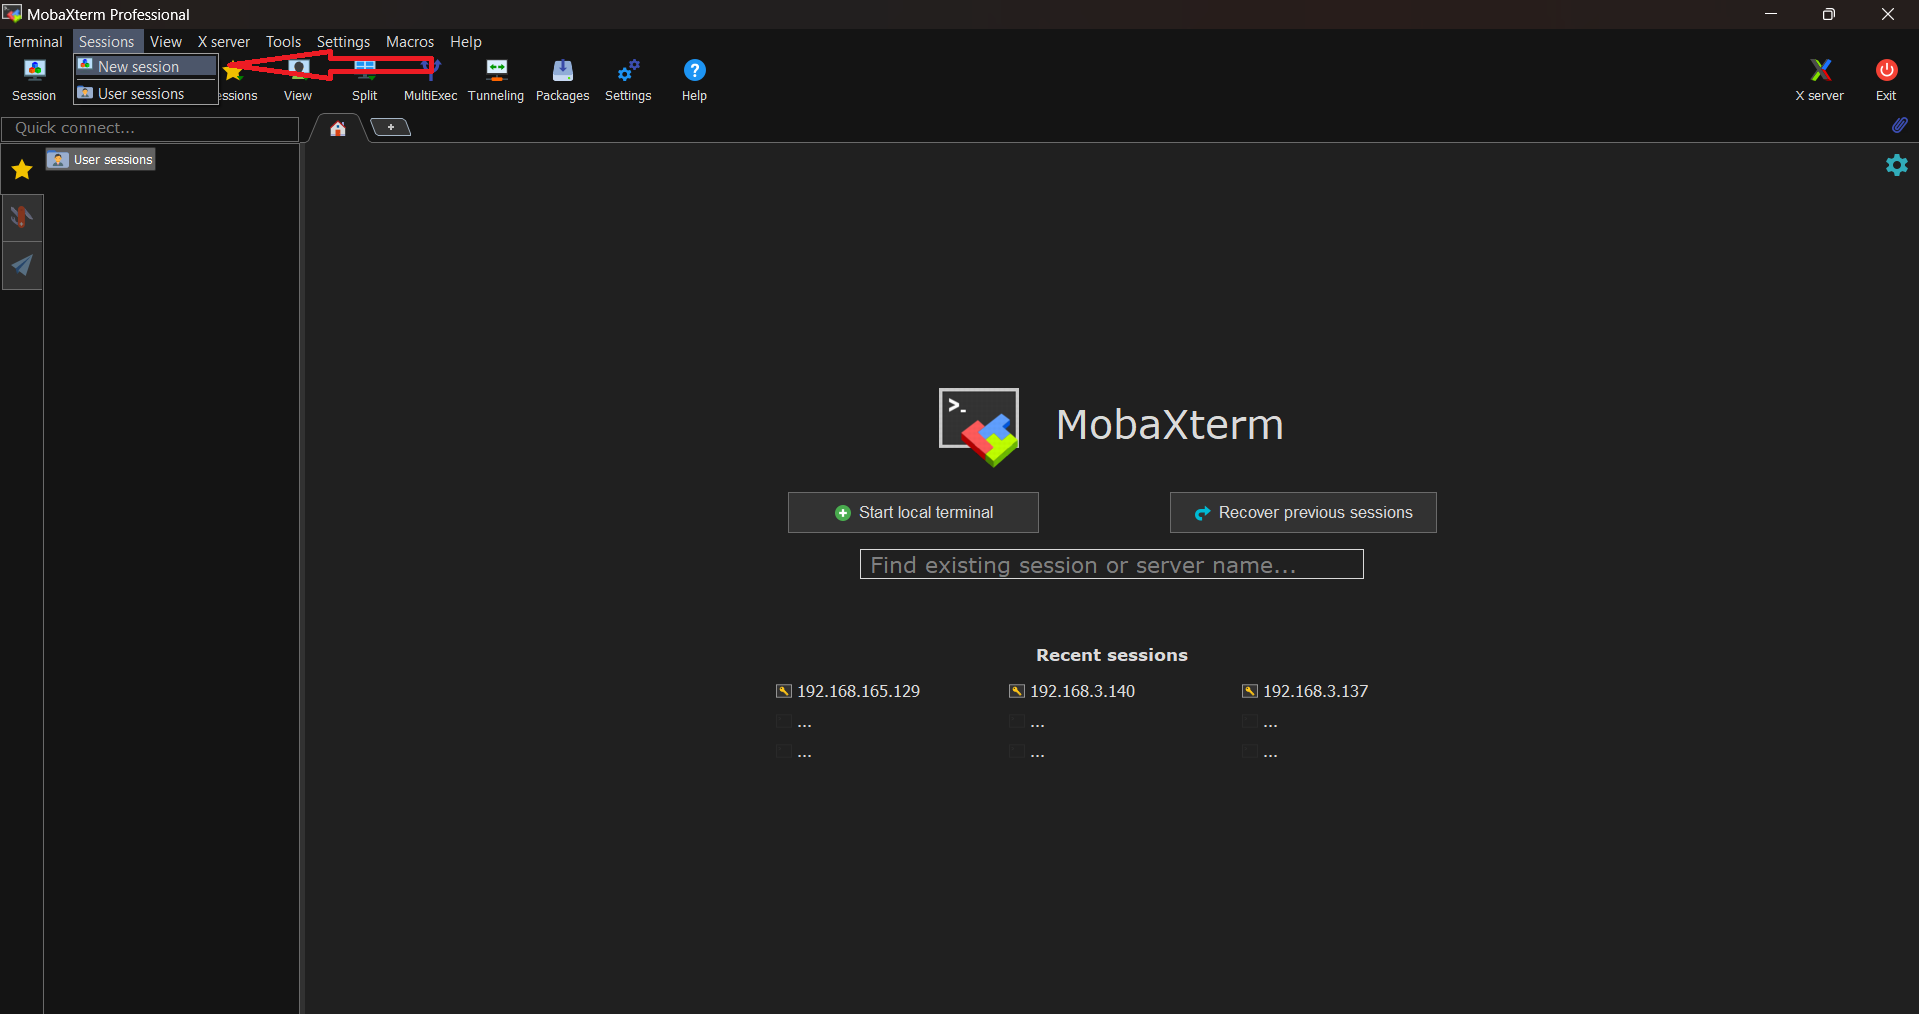 MobaXterm Professional
Terminal Sessions View X server Tools Settings Macros Help
New session
User sessions
Session essions View Split MultiExec Tunneling Packages Settings Help X server Exit
Quick connect...
+
User sessions
>_
MobaXterm
Start local terminal
Recover previous sessions
Find existing session or server name...
Recent sessions
192.168.165.129 192.168.3.140 192.168.3.137
... ... ...
... ... ...